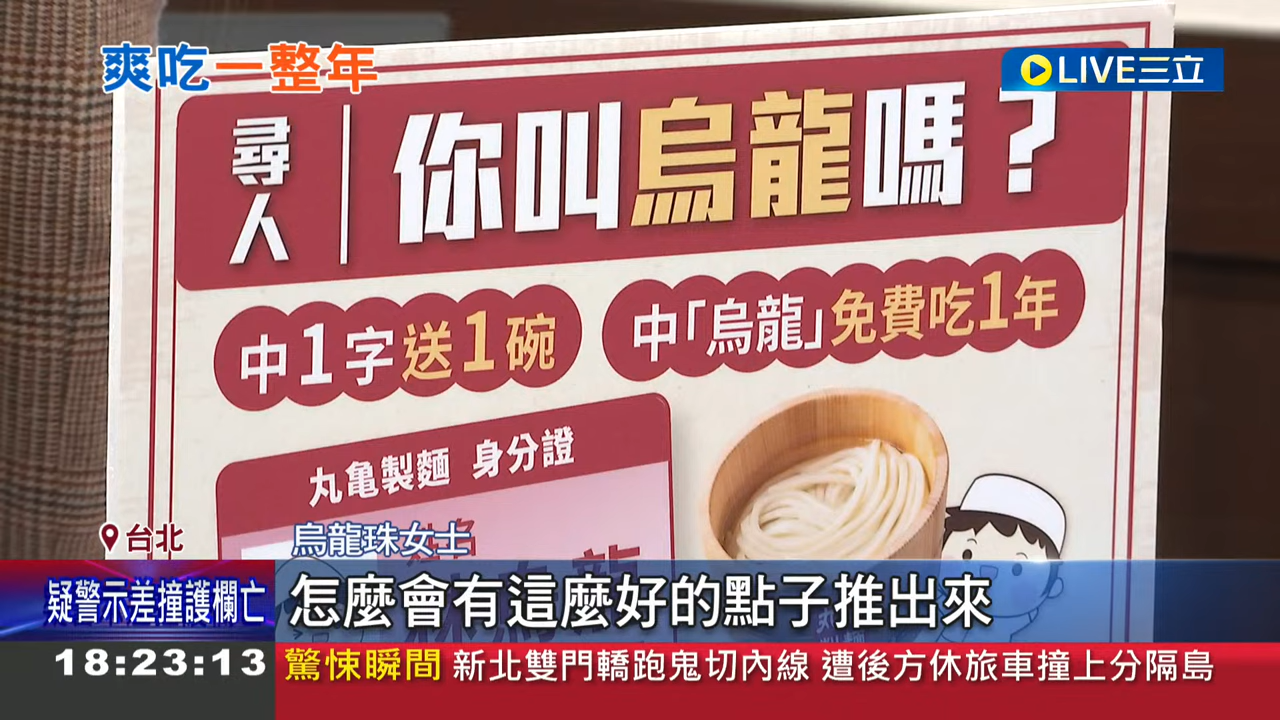 爽吃一整年
LIVE三立
尋人
你叫烏龍嗎？
中1字送1碗
中「烏龍」免費吃1年
丸亀製麵 身分證
台北
烏龍珠女士
疑警示差撞護欄亡
怎麼會有這麼好的點子推出來
18:23:13
驚悚瞬間 新北雙門轎跑鬼切內線 遭後方休旅車撞上分隔島